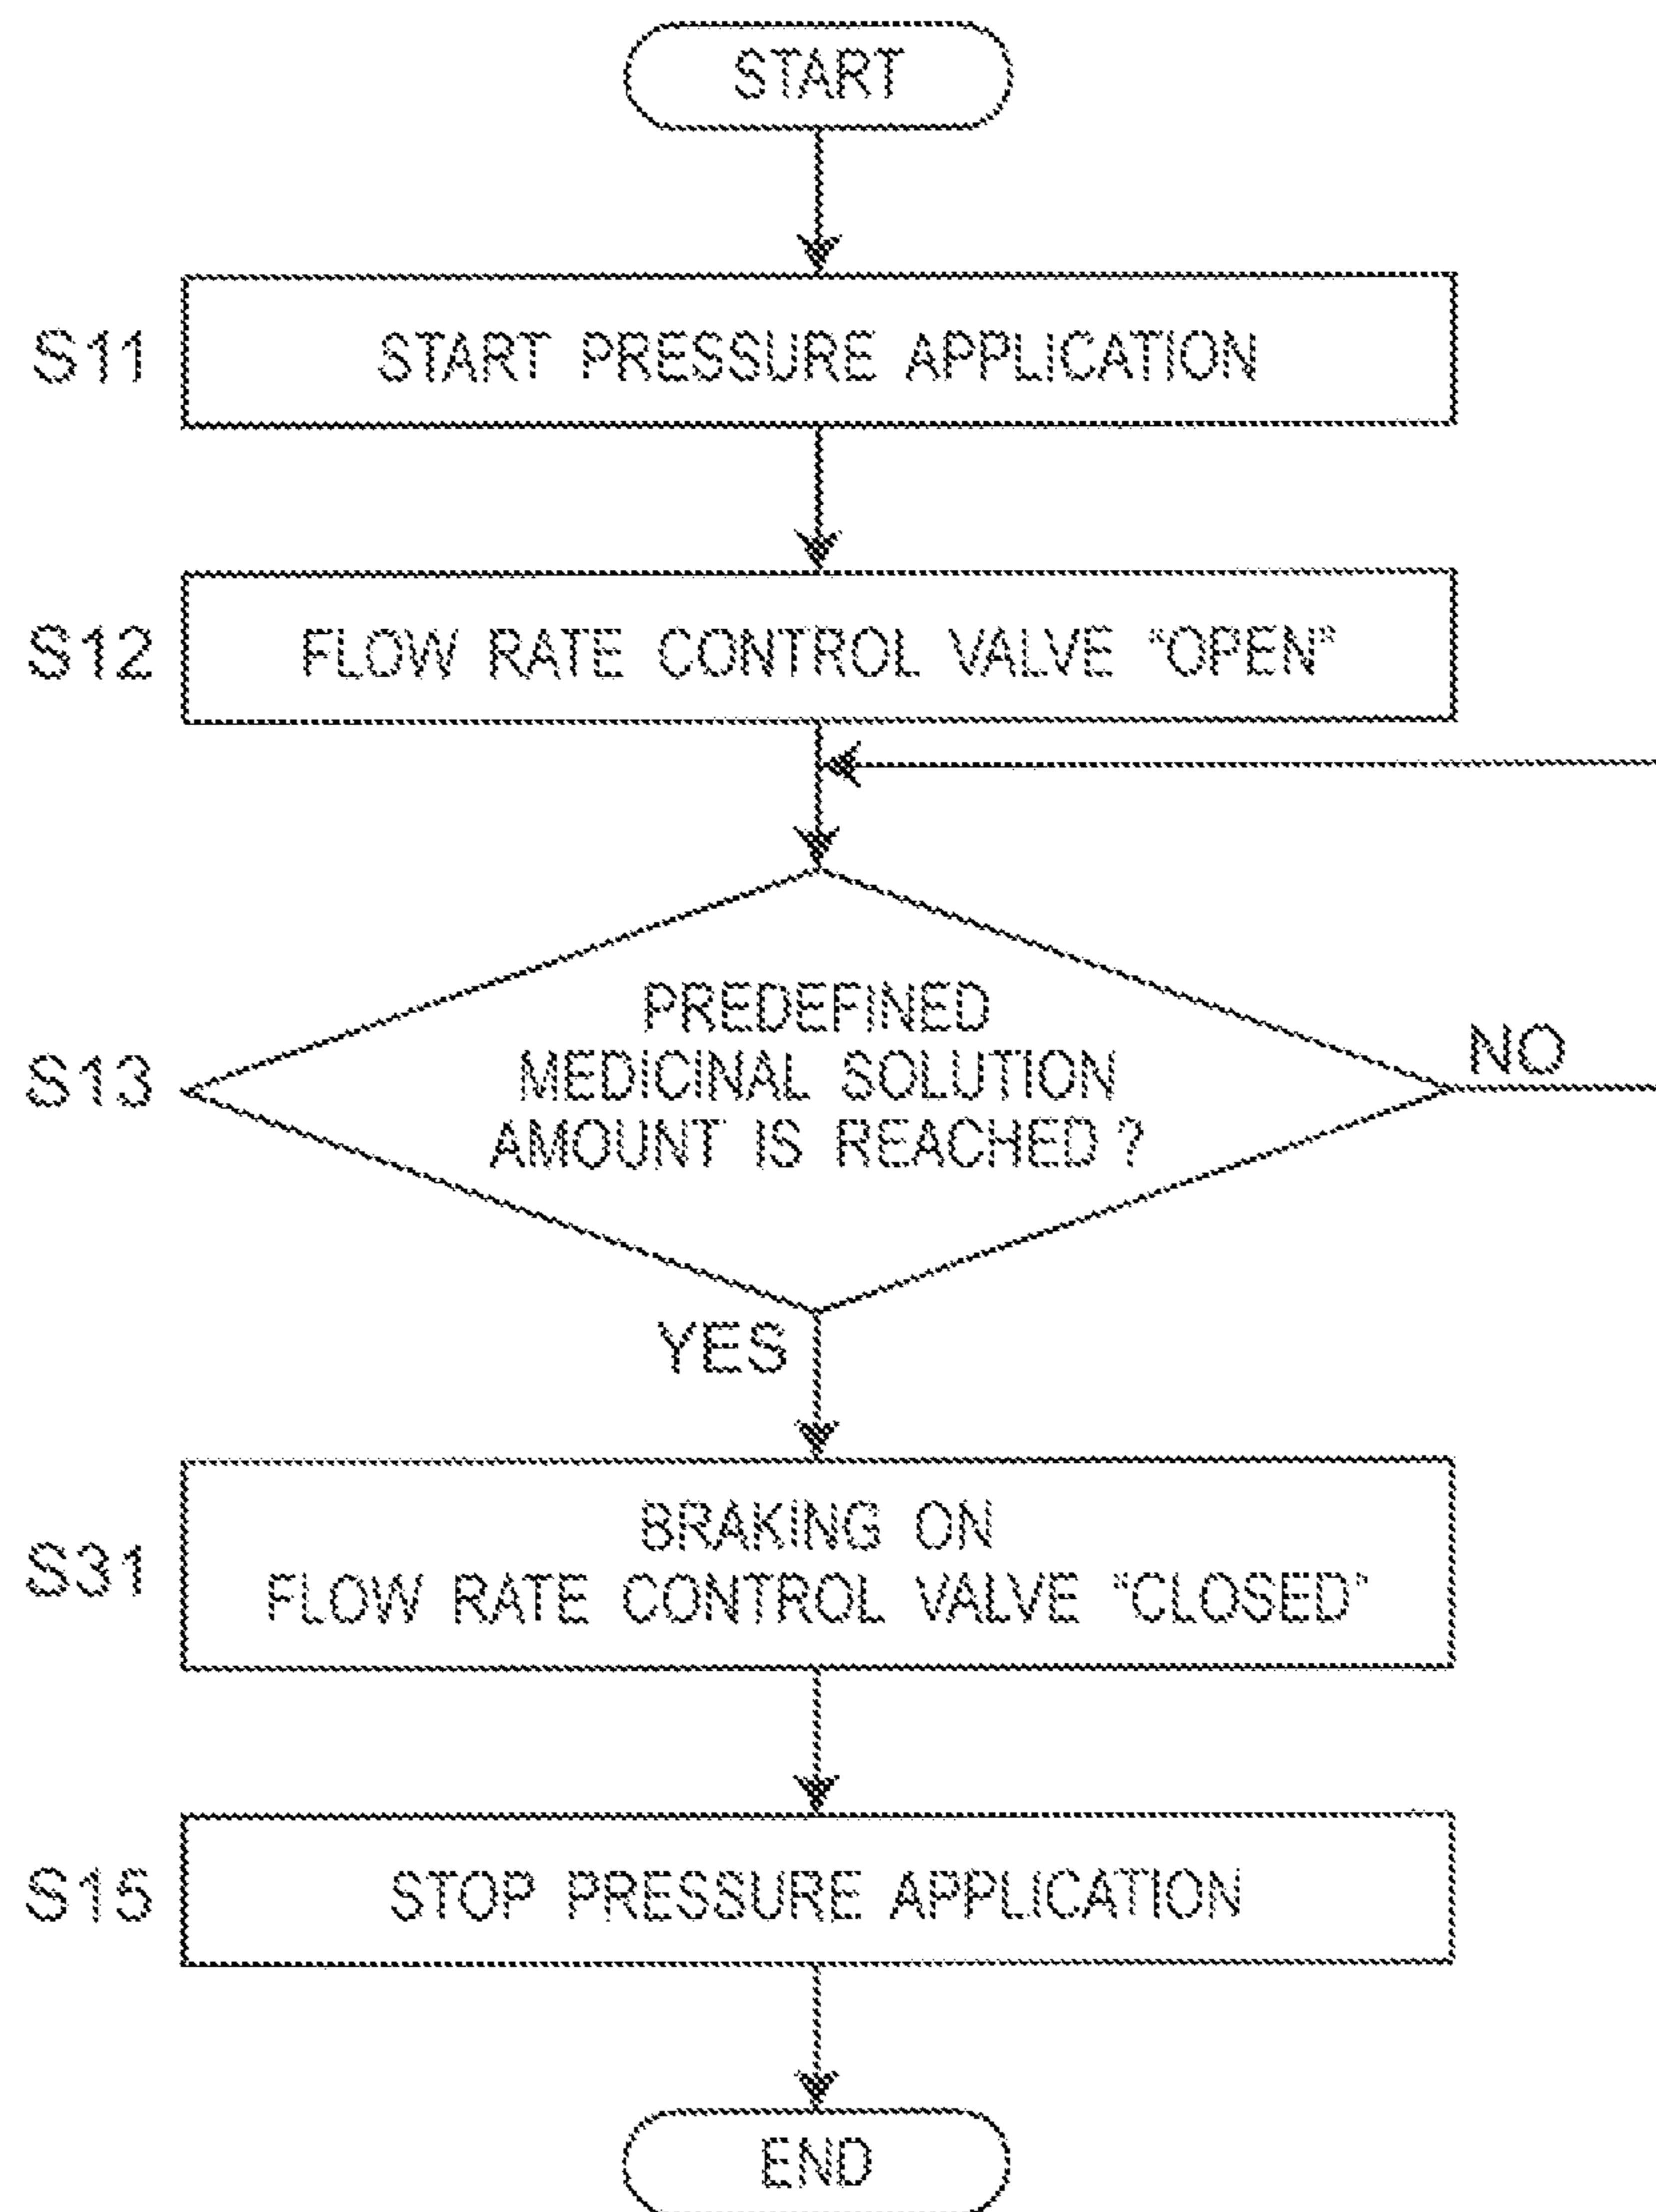 START
S11
START PRESSURE APPLICATION
S12
FLOW RATE CONTROL VALVE "OPEN"
S13
PREDEFINED
MEDICINAL SOLUTION
AMOUNT IS REACHED ?
NO
YES
S31
BRAKING ON
FLOW RATE CONTROL VALVE "CLOSED"
S15
STOP PRESSURE APPLICATION
END